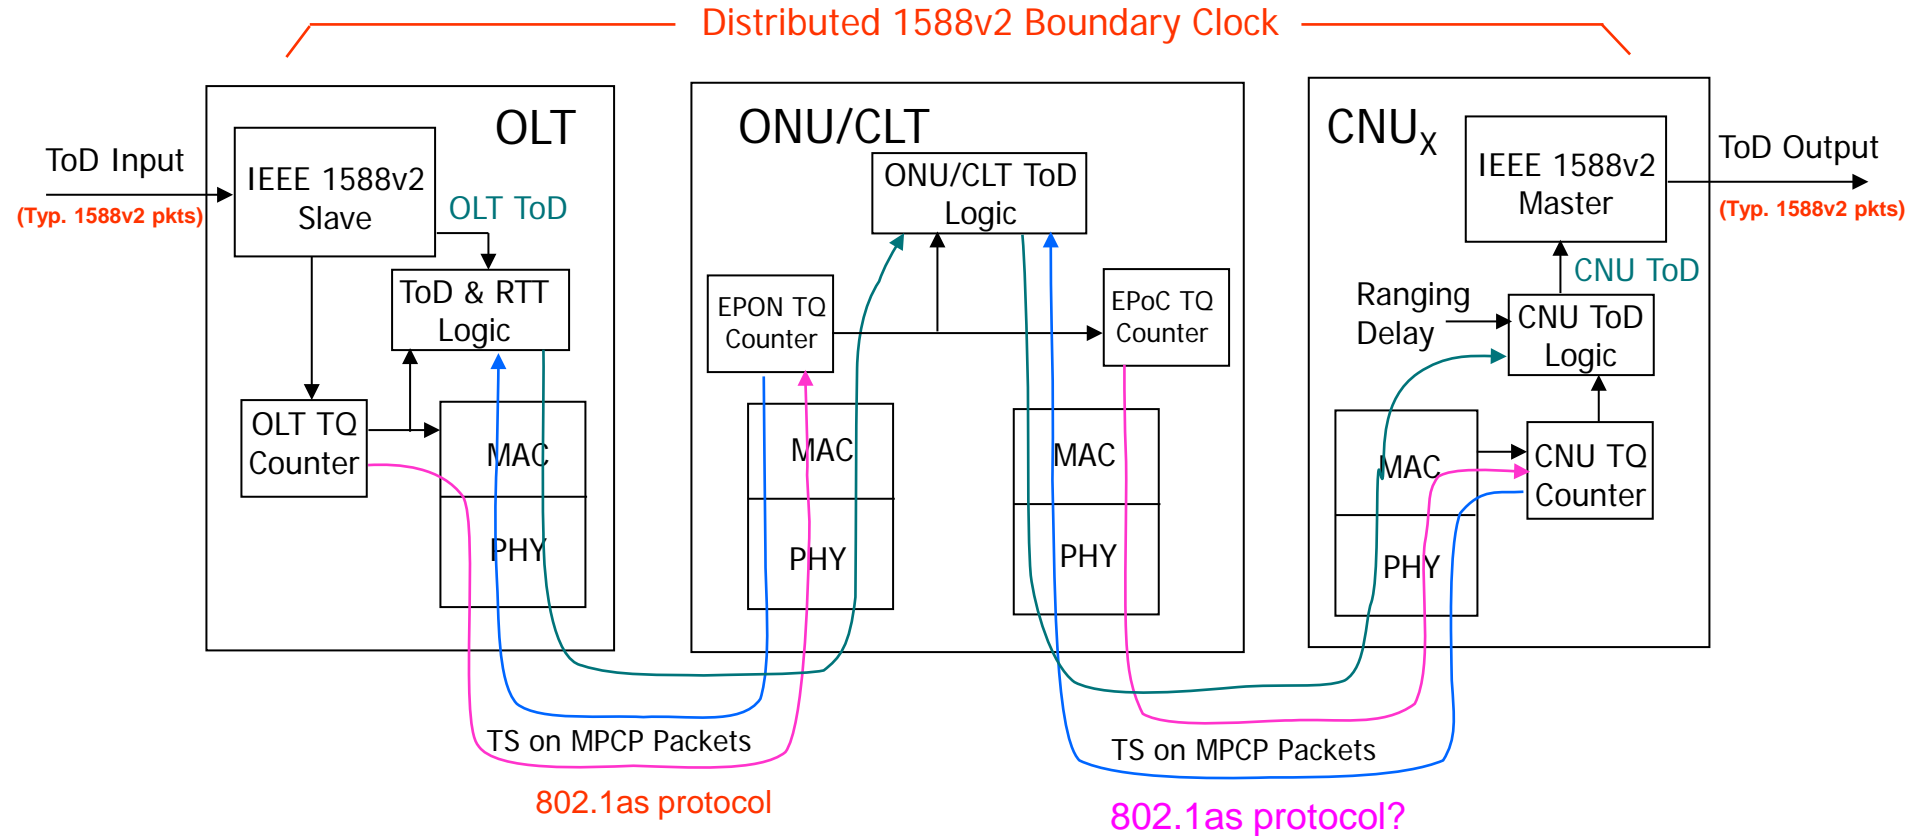 Distributed 1588v2 Boundary Clock
OLT
ToD Input
(Typ. 1588v2 pkts)
IEEE 1588v2
Slave
OLT ToD
ToD & RTT
Logic
OLT TQ
Counter
MAC
PHY
ONU/CLT
ONU/CLT ToD
Logic
EPON TQ
Counter
EPoC TQ
Counter
MAC
PHY
MAC
PHY
CNUX
IEEE 1588v2
Master
ToD Output
(Typ. 1588v2 pkts)
CNU ToD
Ranging
Delay
CNU ToD
Logic
MAC
PHY
CNU TQ
Counter
TS on MPCP Packets
802.1as protocol
TS on MPCP Packets
802.1as protocol?